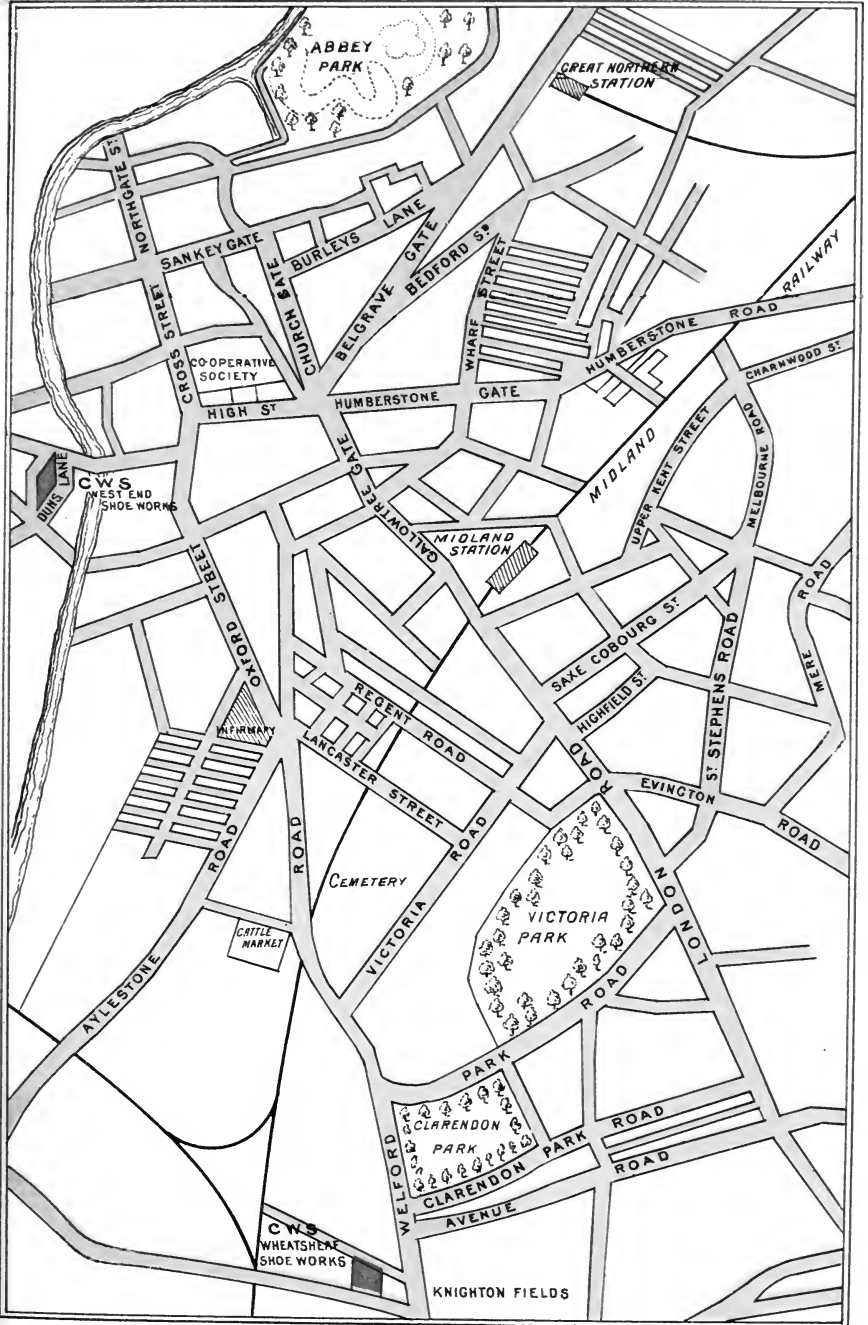 ABBEY
PARK
GREAT NORTHERN
STATION
NORTHGATE ST
SANKEY GATE
CHURCH GATE
BURLEYS LANE
BELGRAVE GATE
BEDFORD ST
WHARF STREET
MIDLAND RAILWAY
HUMBERSTONE ROAD
CROSS STREET
CO-OPERATIVE
SOCIETY
HIGH ST
HUMBERSTONE GATE
CHARNWOOD ST
UPPER KENT STREET
MELBOURNE ROAD
DUNS LANE
CWS
WEST END
SHOE WORKS
GALLOWTREE GATE
MIDLAND
STATION
OXFORD STREET
SAXE COBOURG ST
MERE ROAD
HIGHFIELD ST
ST STEPHENS ROAD
INFIRMARY
REGENT ROAD
LANCASTER STREET
EVINGTON ROAD
LONDON ROAD
CEMETERY
VICTORIA ROAD
VICTORIA
PARK
CATTLE
MARKET
AYLESTONE ROAD
WELFORD ROAD
PARK ROAD
CLARENDON
PARK
CLARENDON PARK ROAD
AVENUE ROAD
CWS
WHEATSHEAF
SHOE WORKS
KNIGHTON FIELDS